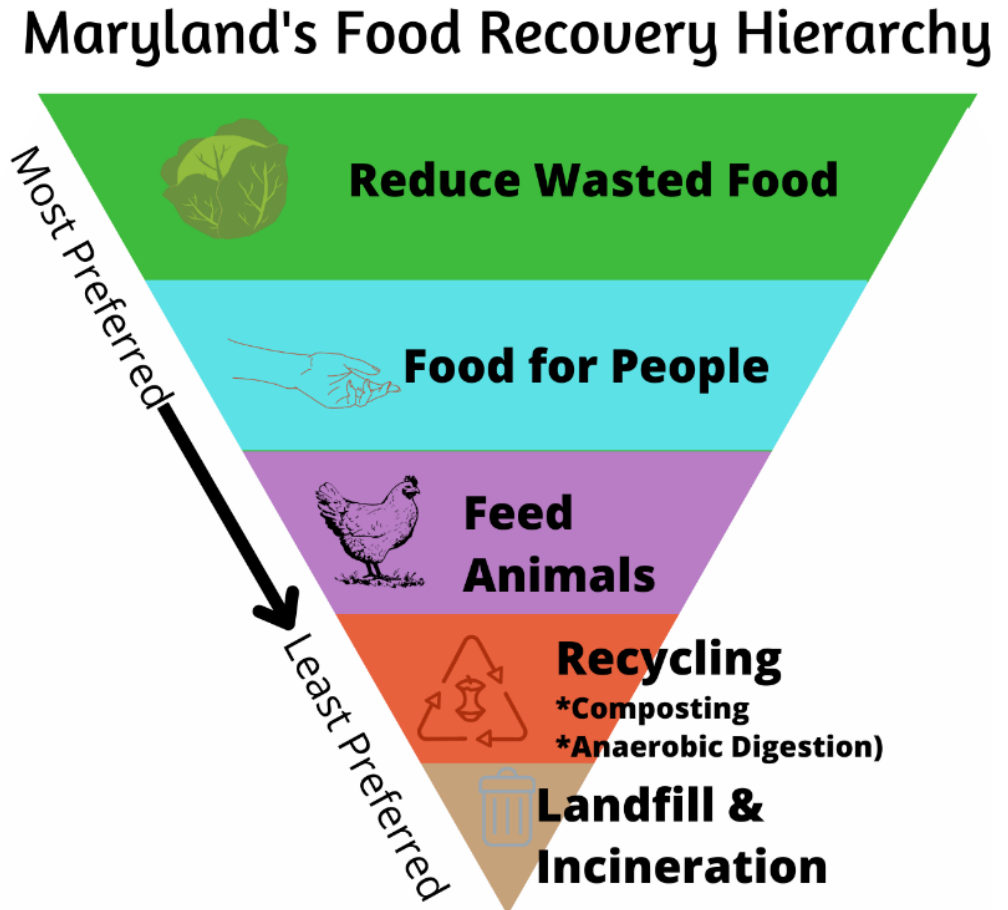 Maryland's Food Recovery Hierarchy
Most Preferred
Least Preferred
Reduce Wasted Food
Food for People
Feed
Animals
Recycling
*Composting
*Anaerobic Digestion)
Landfill &
Incineration